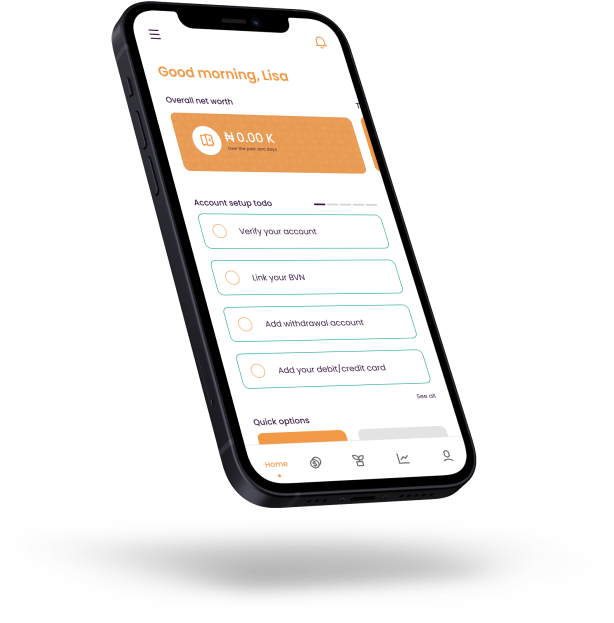 Good morning, Lisa
Overall net worth
T
₦ 0.00 K
Over the past zero days
Account setup todo
Verify your account
Link your BVN
Add withdrawal account
Add your debit/credit card
See all
Quick options
Home